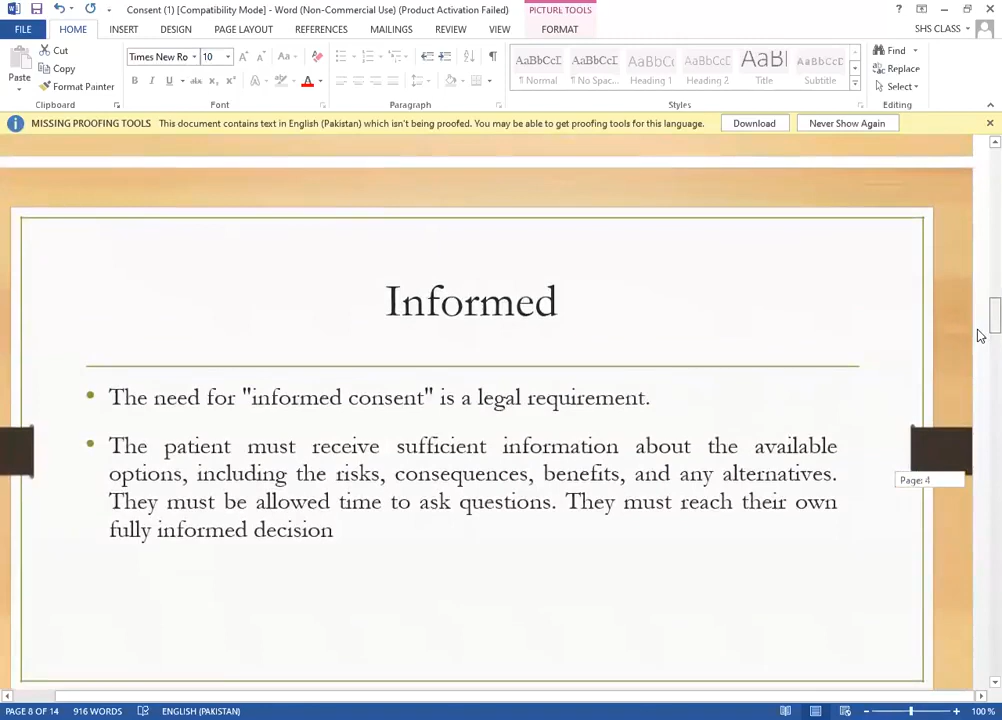 Consent (1) [Compatibility Mode] - Word (Non-Commercial Use) (Product Activation Failed)
PICTURE TOOLS
?
FILE HOME INSERT DESIGN PAGE LAYOUT REFERENCES MAILINGS REVIEW VIEW FORMAT SHS CLASS
Cut
Copy
Format Painter
Paste
Times New Ro 10
Find
Replace
Select
AaBbCcD AaBbCcD AaBbCc AaBbCcD AaBl AaBbCcD
¶ Normal ¶ No Spac... Heading 1 Heading 2 Title Subtitle
Clipboard Font Paragraph Styles Editing
MISSING PROOFING TOOLS This document contains text in English (Pakistan) which isn't being proofed. You may be able to get proofing tools for this language. Download Never Show Again
Informed
• The need for "informed consent" is a legal requirement.
• The patient must receive sufficient information about the available
options, including the risks, consequences, benefits, and any alternatives.
They must be allowed time to ask questions. They must reach their own
fully informed decision
Page: 4
PAGE 8 OF 14 916 WORDS ENGLISH (PAKISTAN) 100 %